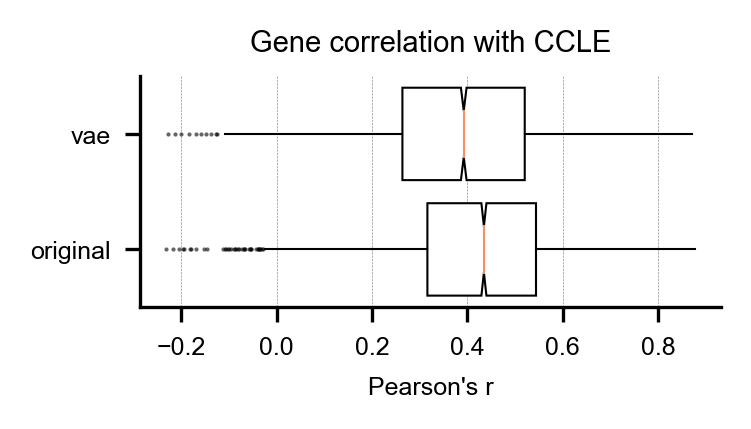 Gene correlation with CCLE
vae
original
−0.2 0.0 0.2 0.4 0.6 0.8
Pearson's r